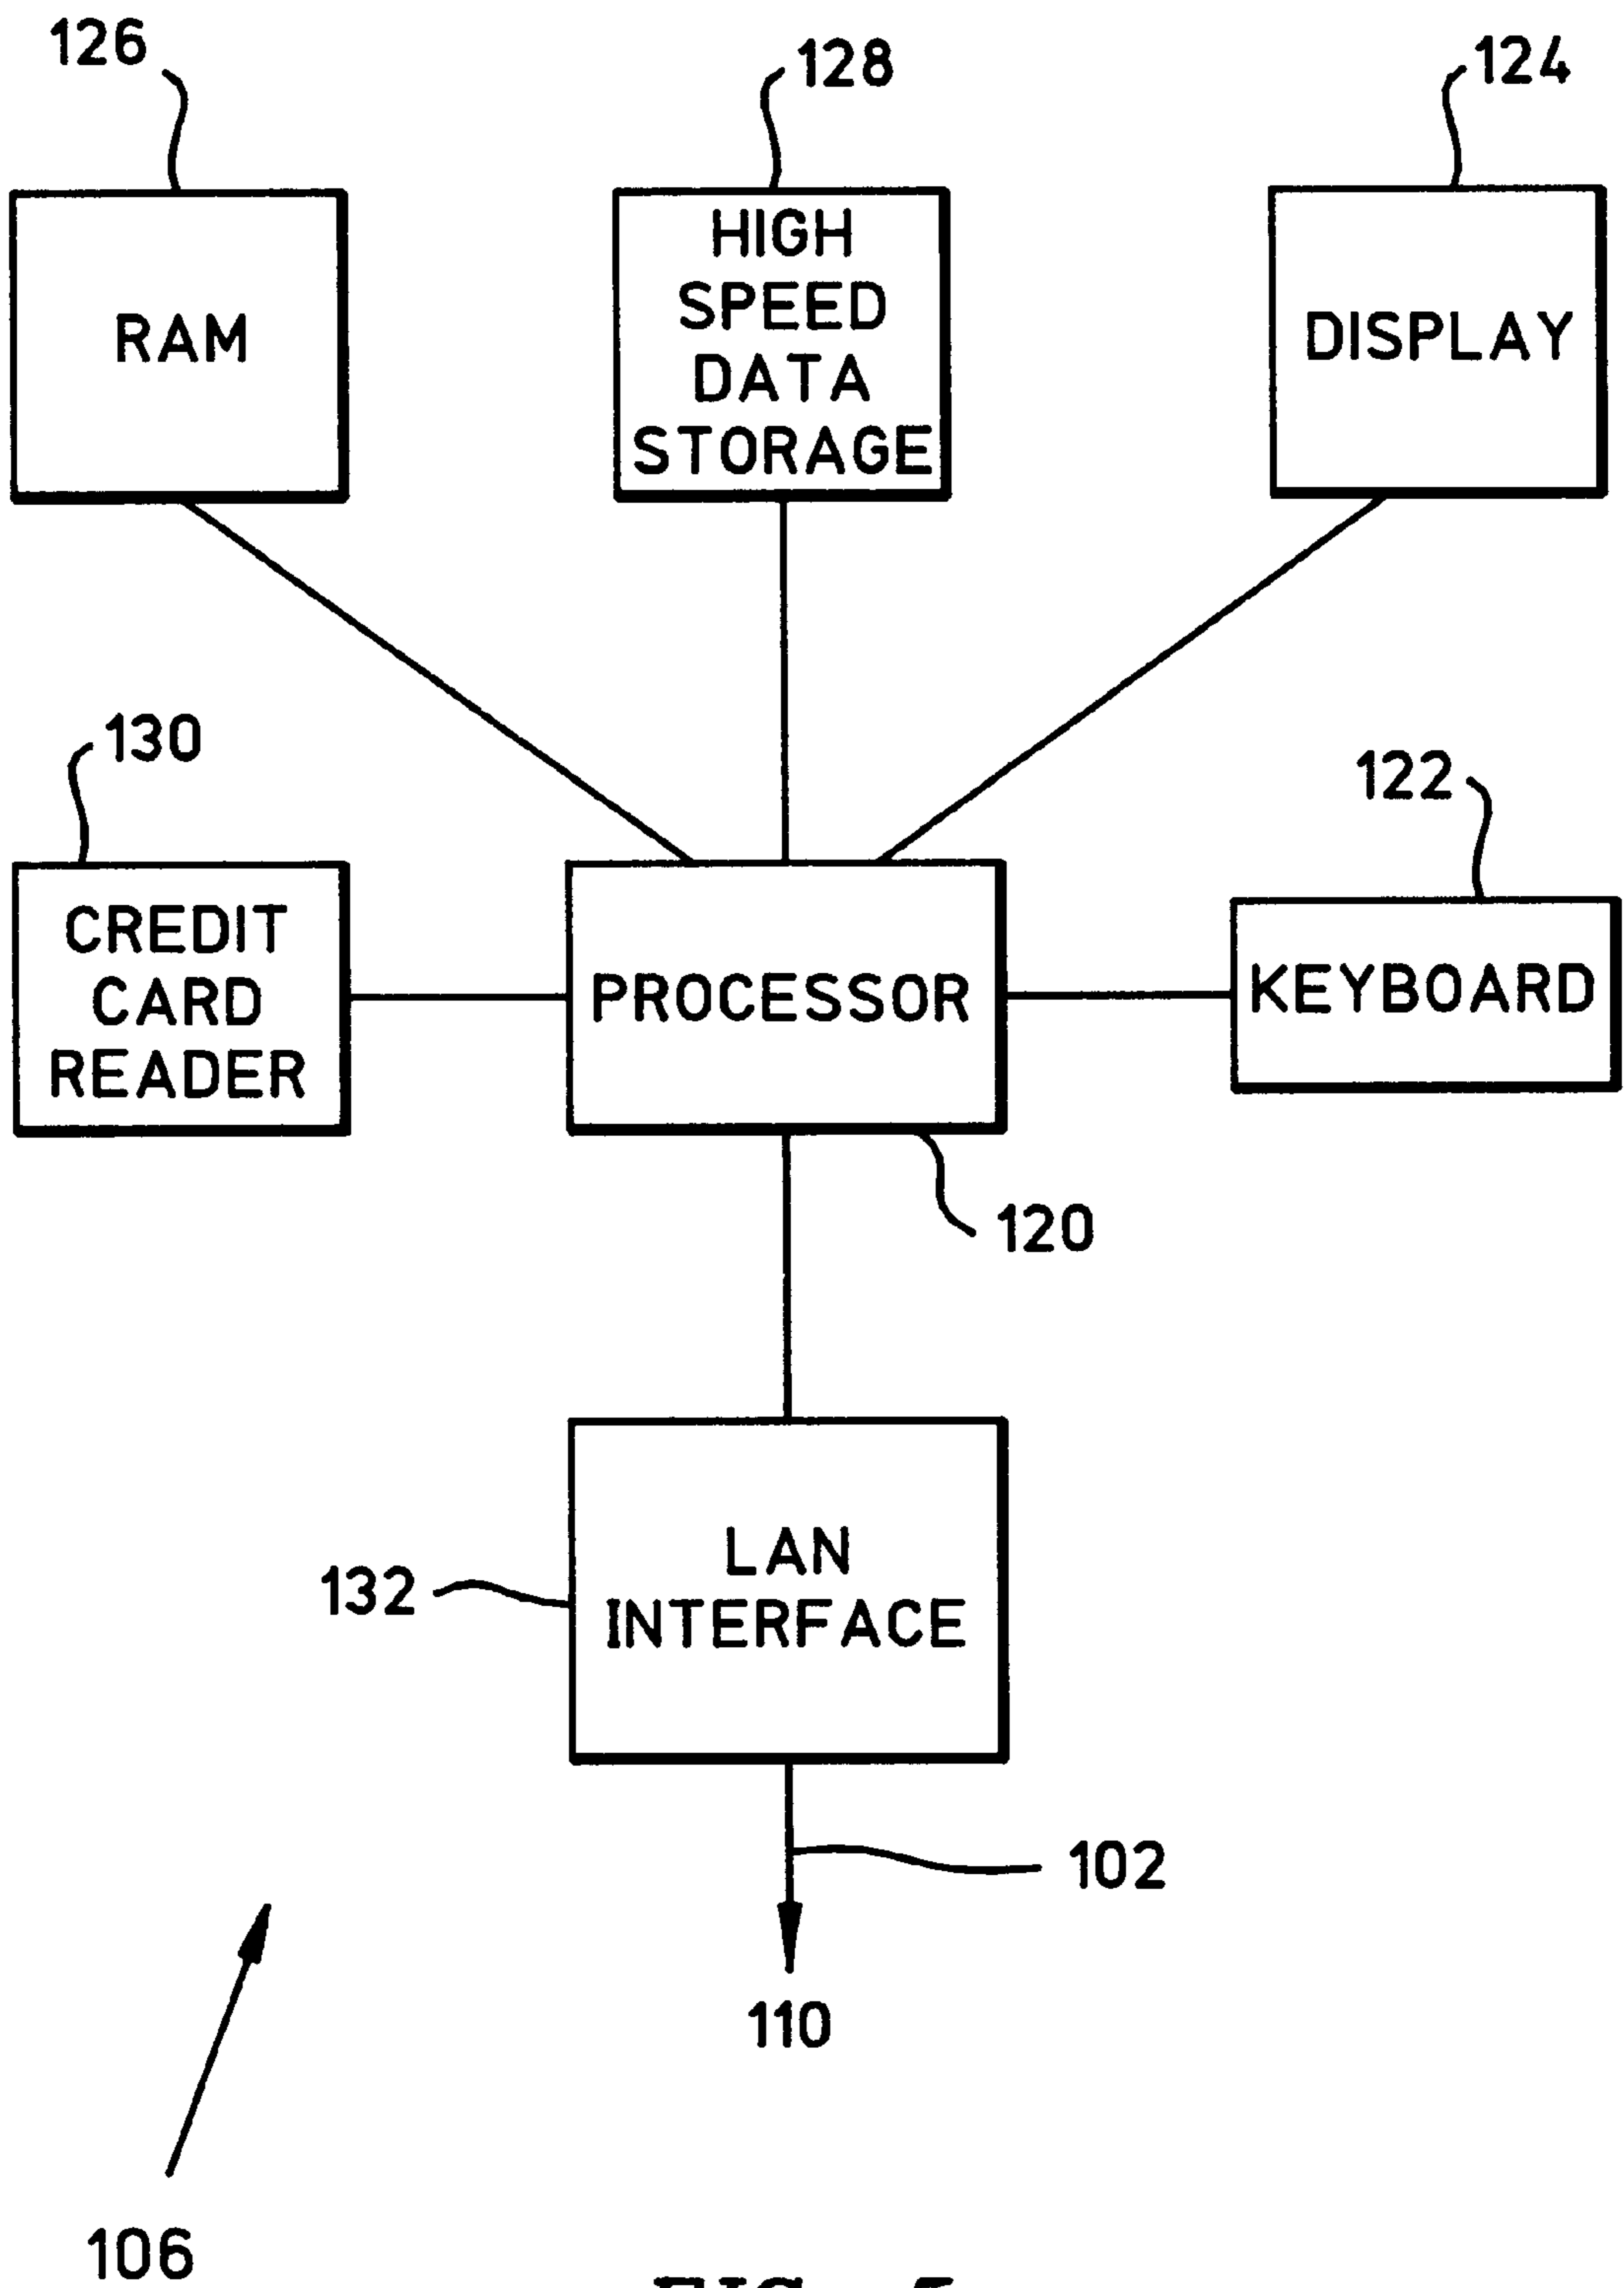 126
128
124
RAM
HIGH
SPEED
DATA
STORAGE
DISPLAY
130
122
CREDIT
CARD
READER
PROCESSOR
KEYBOARD
120
LAN
INTERFACE
132
102
110
106